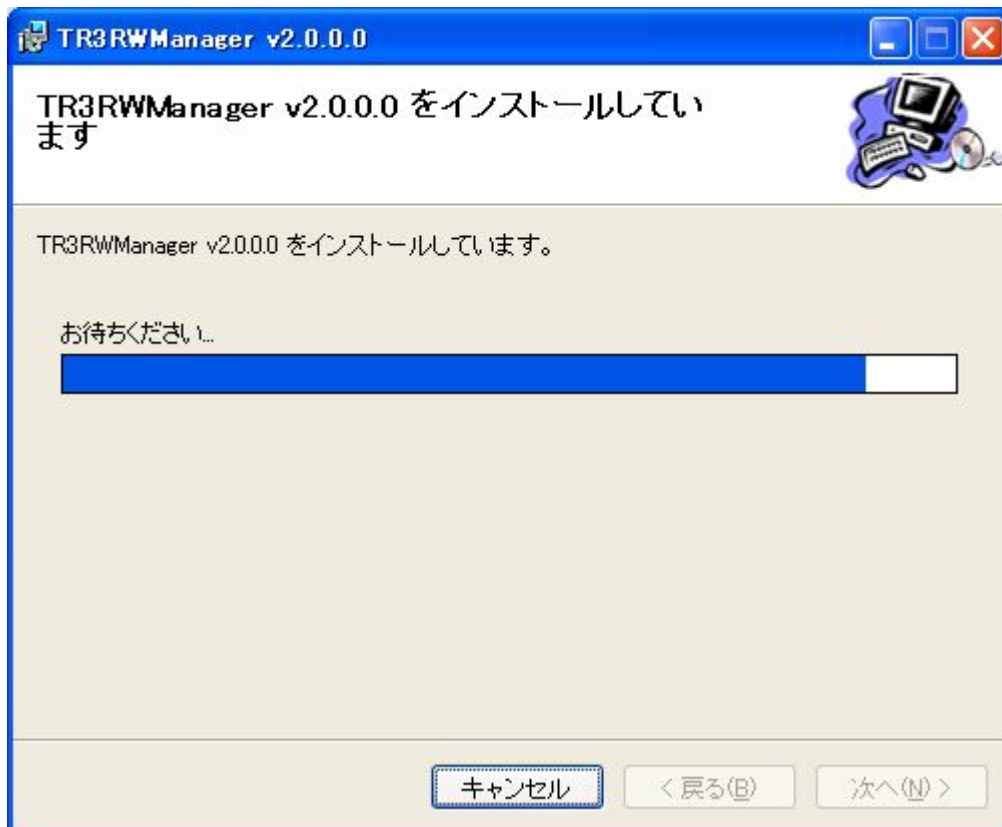 TR3RWManager v2.0.0.0
TR3RWManager v2.0.0.0 をインストールしてい
ます
TR3RWManager v2.0.0.0 をインストールしています。
お待ちください...
キャンセル
< 戻る(B)
次へ(N) >